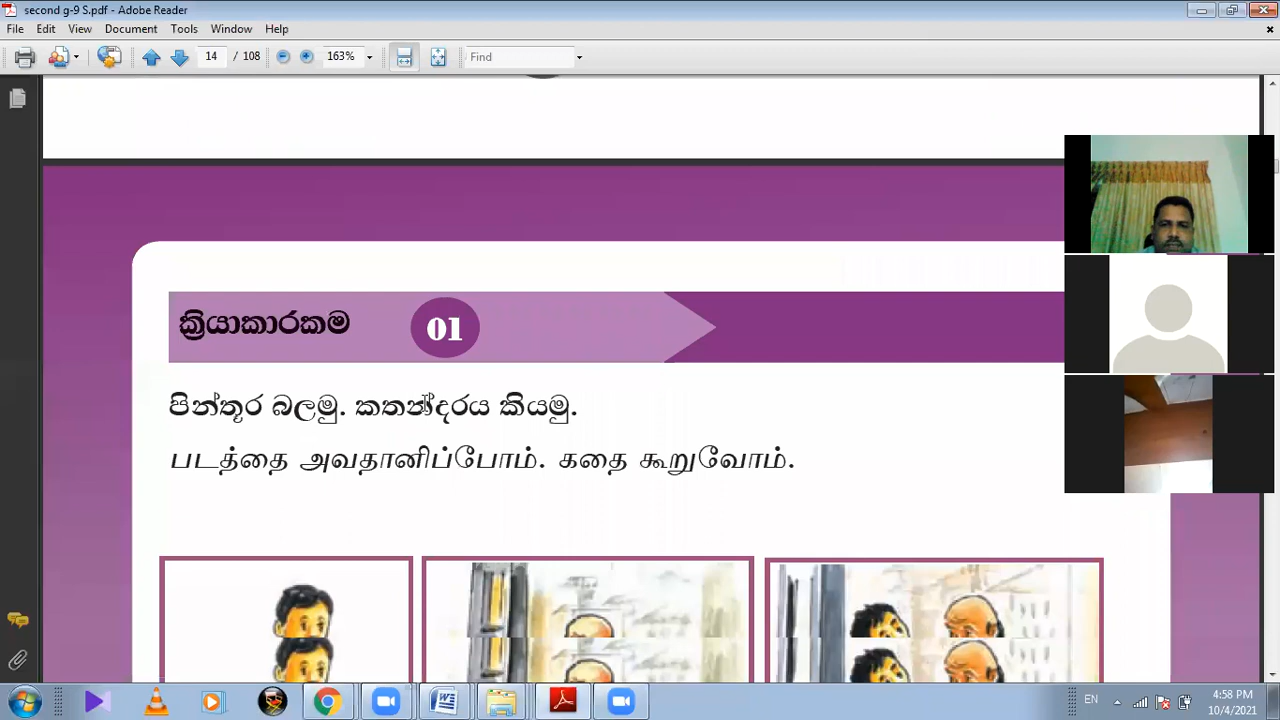 second g-9 S.pdf - Adobe Reader
File Edit View Document Tools Window Help
14 / 108 163% Find
ක්‍රියාකාරකම 01
පින්තූර බලමු. කතන්දරය කියමු.
படத்தை அவதானிப்போம். கதை கூறுவோம்.
EN 4:58 PM
10/4/2021